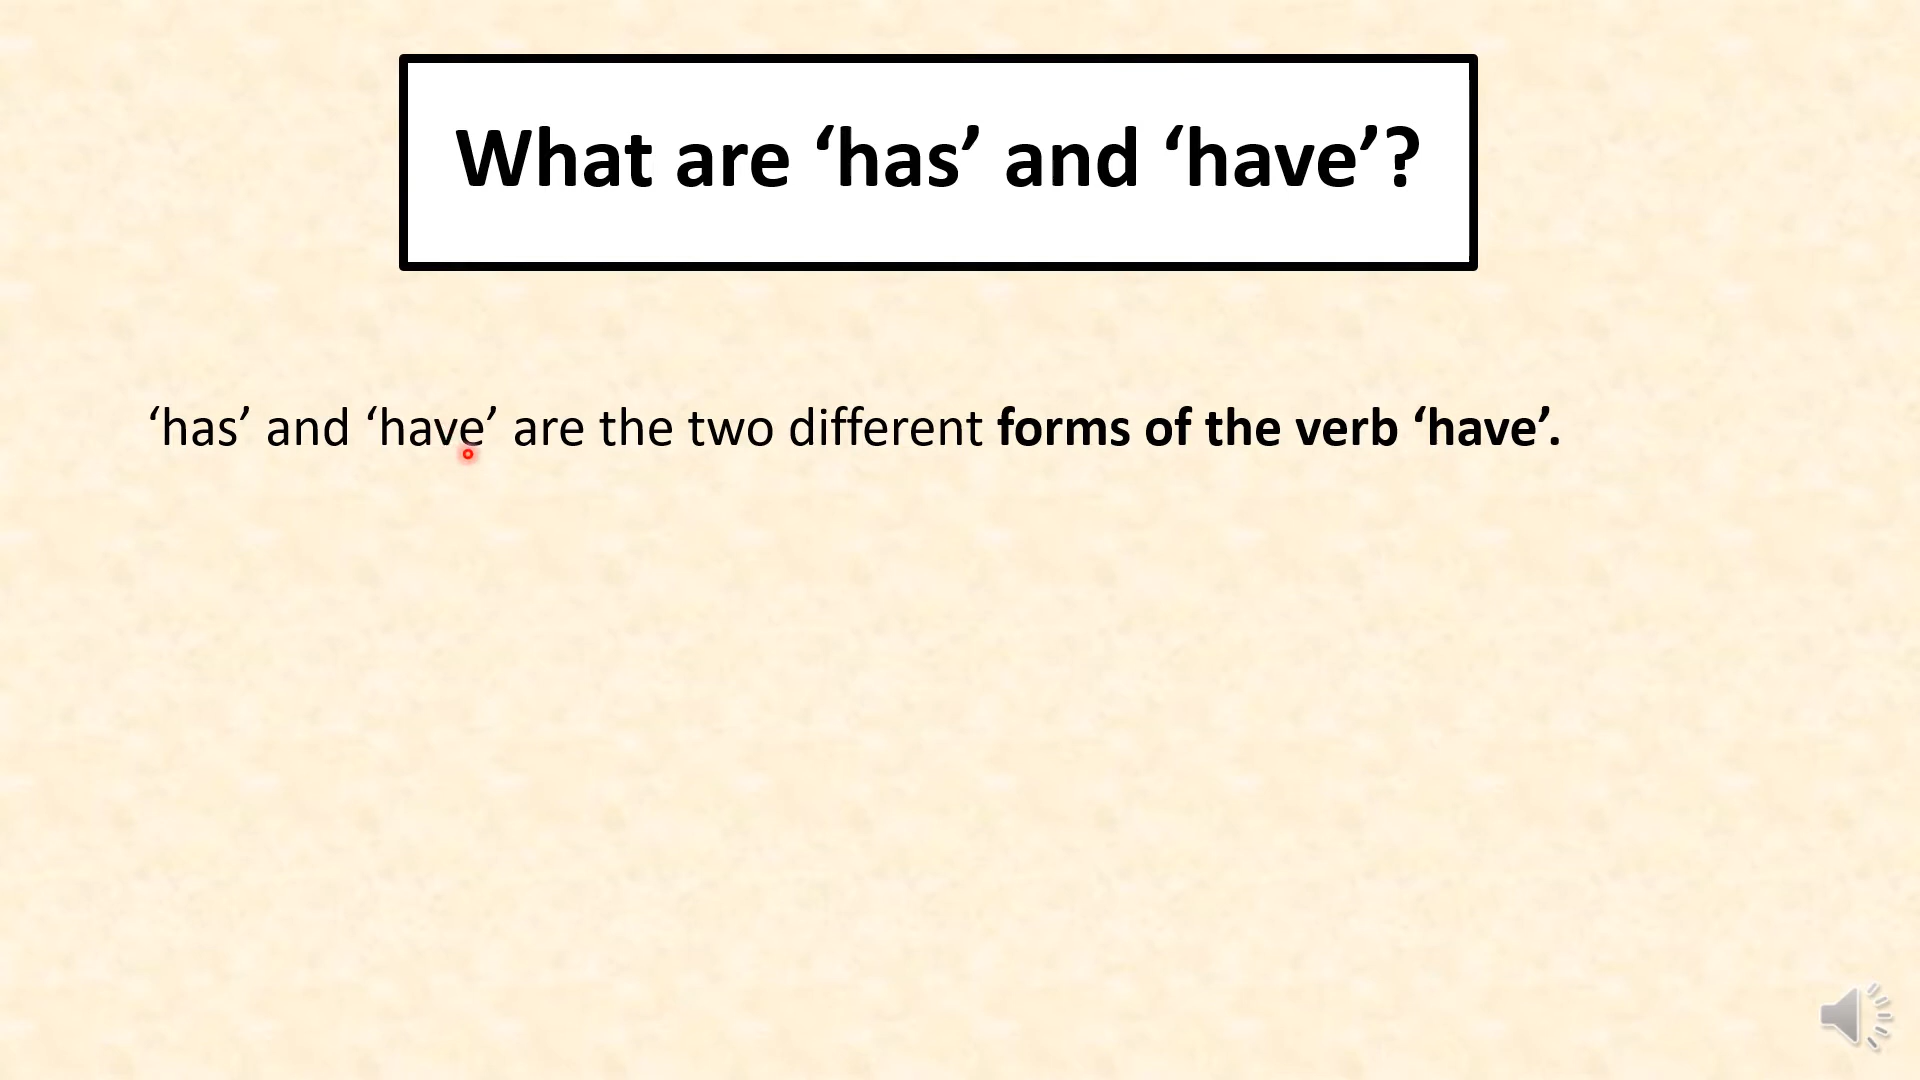 What are ‘has’ and ‘have’?
‘has’ and ‘have’ are the two different forms of the verb ‘have’.